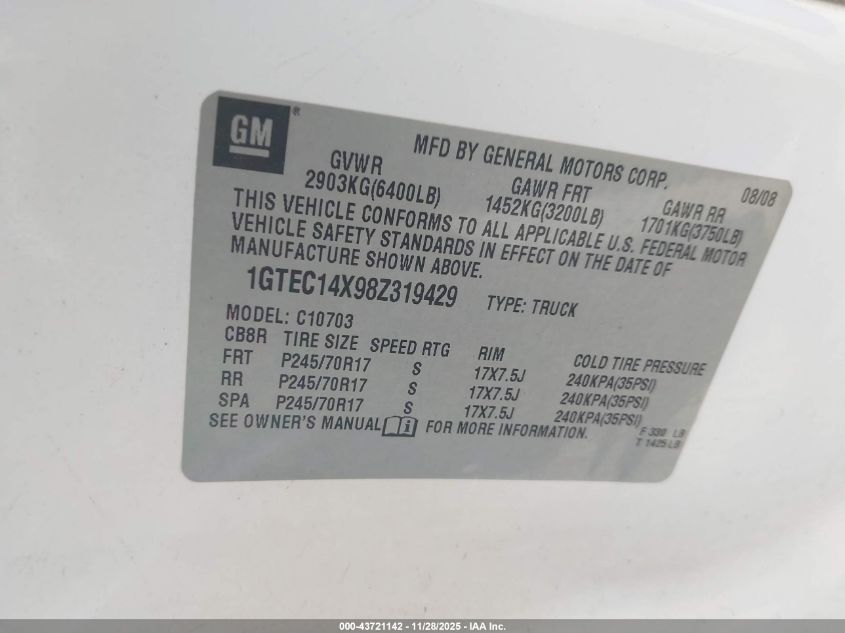 GM ®
MFD BY GENERAL MOTORS CORP. 08/08
GVWR GAWR FRT GAWR RR
2903KG(6400LB) 1452KG(3200LB) 1701KG(3750LB)
THIS VEHICLE CONFORMS TO ALL APPLICABLE U.S. FEDERAL MOTOR
VEHICLE SAFETY STANDARDS IN EFFECT ON THE DATE OF
MANUFACTURE SHOWN ABOVE.
1GTEC14X98Z319429 TYPE: TRUCK
MODEL: C10703
CB8R TIRE SIZE SPEED RTG RIM COLD TIRE PRESSURE
FRT P245/70R17 S 17X7.5J 240KPA(35PSI)
RR P245/70R17 S 17X7.5J 240KPA(35PSI)
SPA P245/70R17 S 17X7.5J 240KPA(35PSI)
SEE OWNER'S MANUAL FOR MORE INFORMATION.
F 330 LB
T 1425 LB
000-43721142 - 11/28/2025 - IAA Inc.